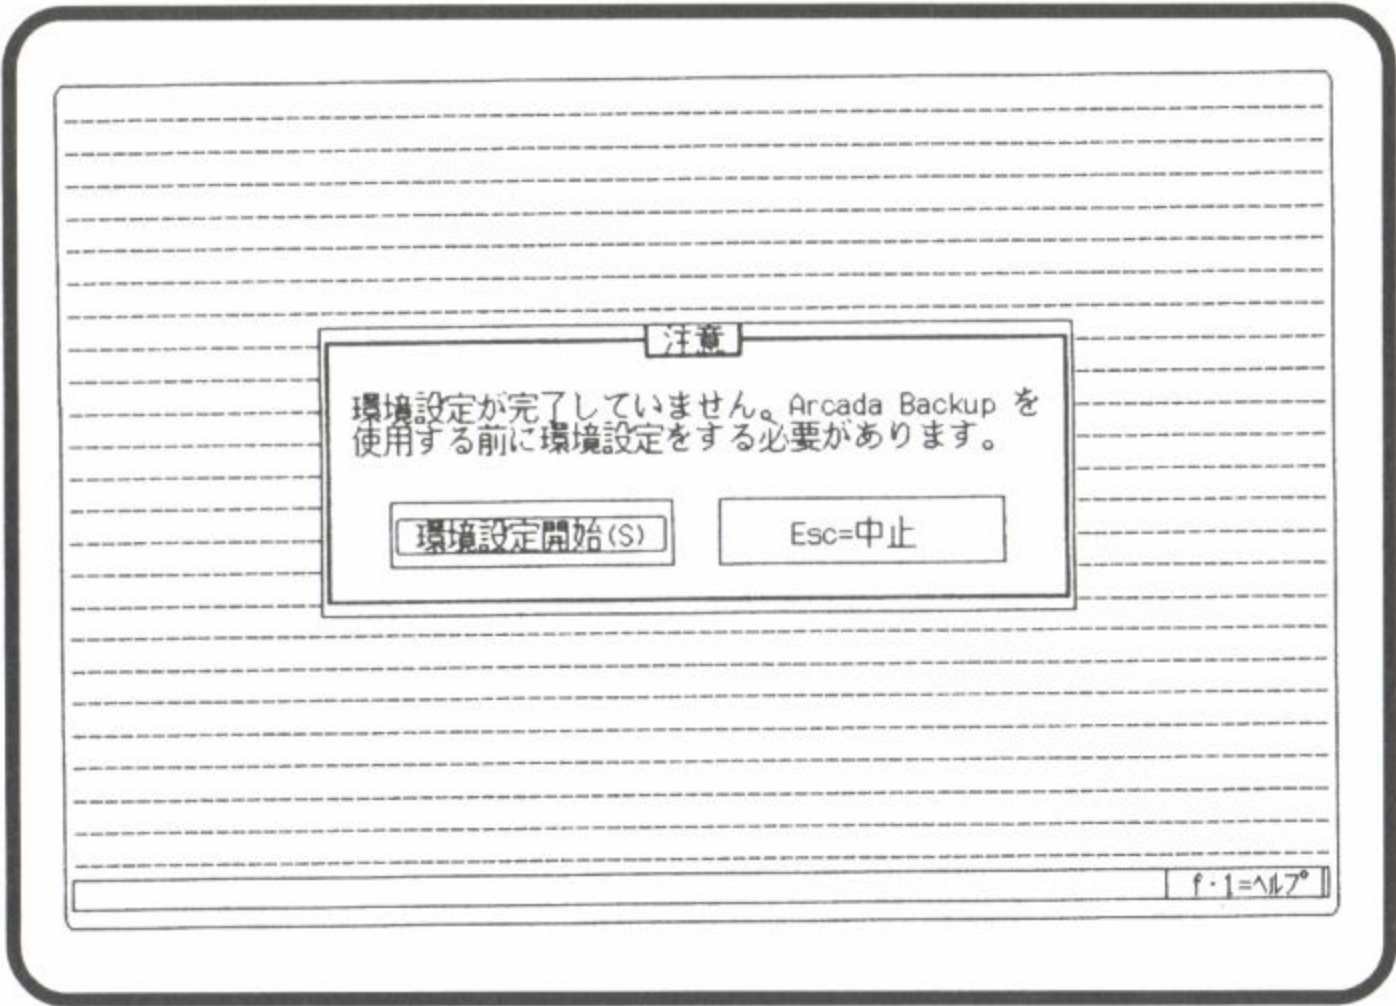 注意
環境設定が完了していません。Arcada Backup を
使用する前に環境設定をする必要があります。
環境設定開始(S)
Esc=中止
f・1=ヘルプ